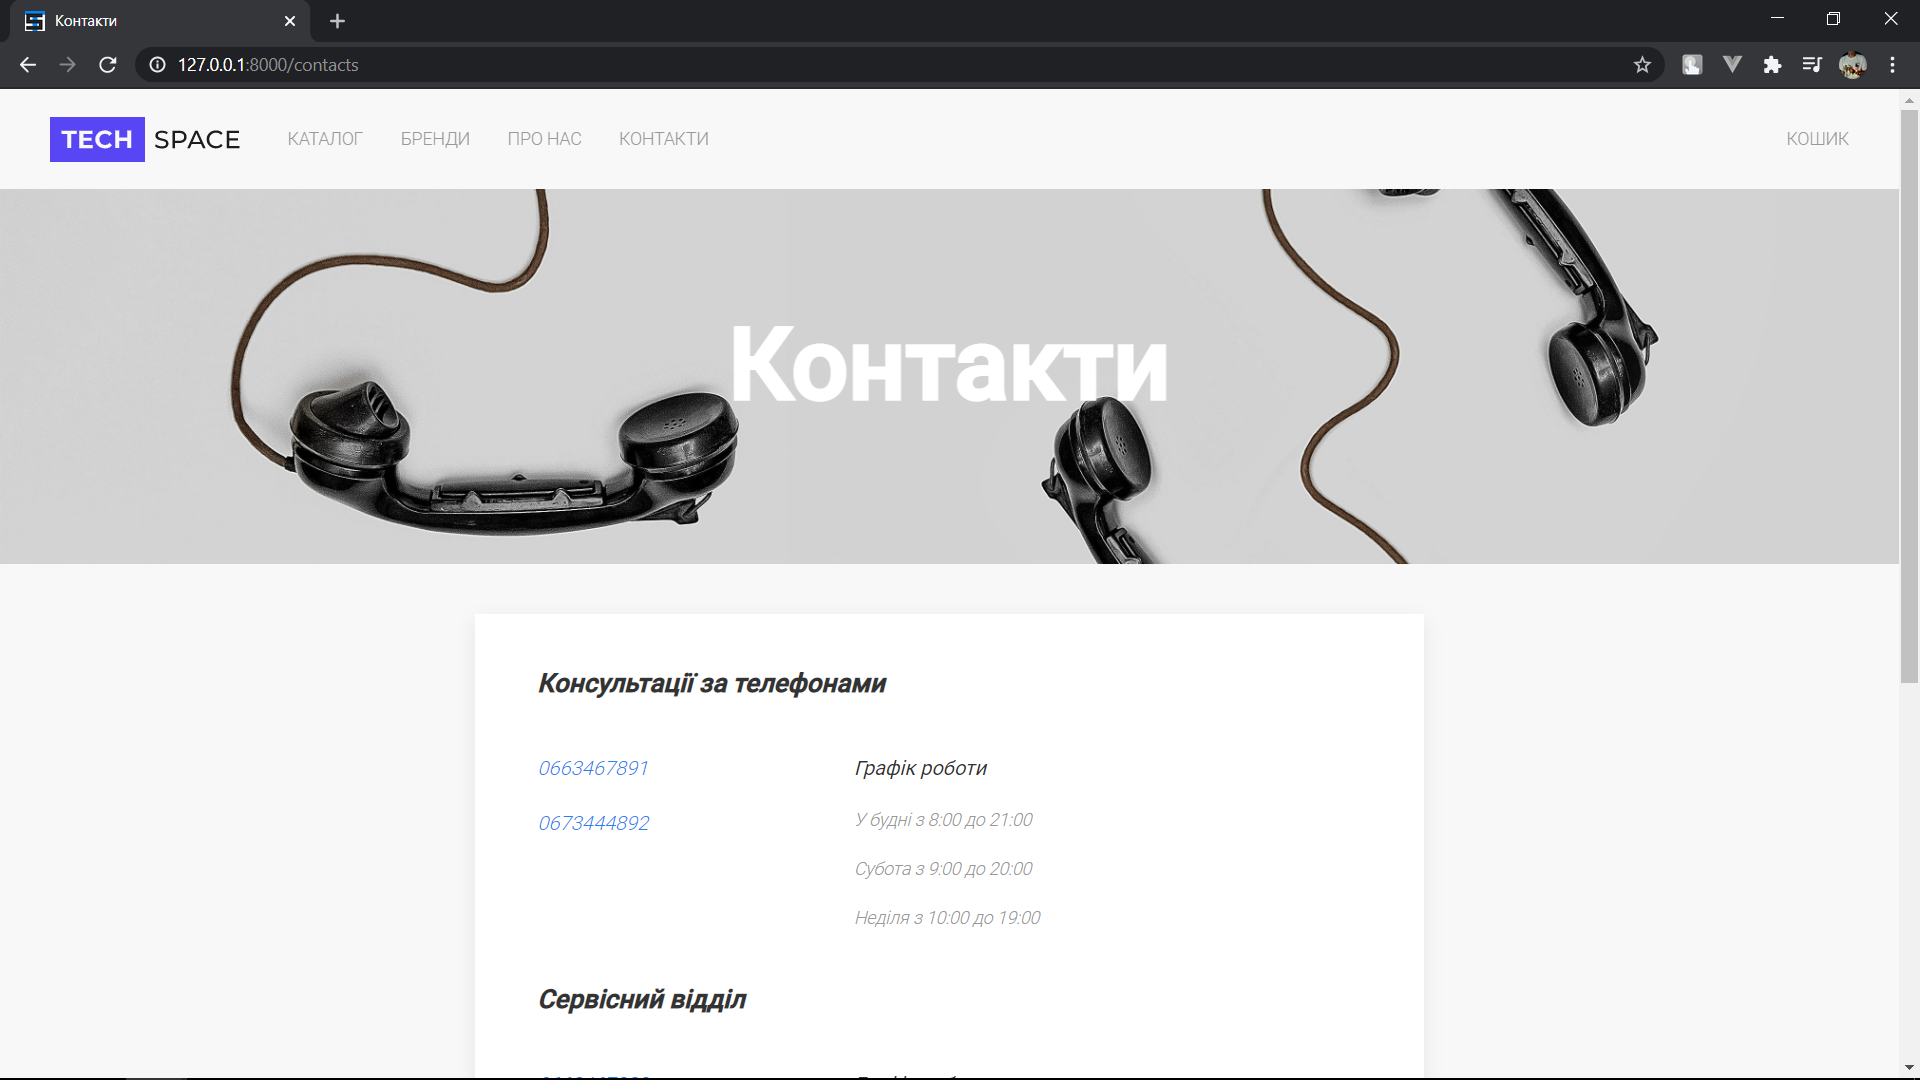 Контакти
127.0.0.1:8000/contacts
TECH SPACE КАТАЛОГ БРЕНДИ ПРО НАС КОНТАКТИ КОШИК
Контакти
Консультації за телефонами
0663467891 Графік роботи
0673444892 У будні з 8:00 до 21:00
Субота з 9:00 до 20:00
Неділя з 10:00 до 19:00
Сервісний відділ